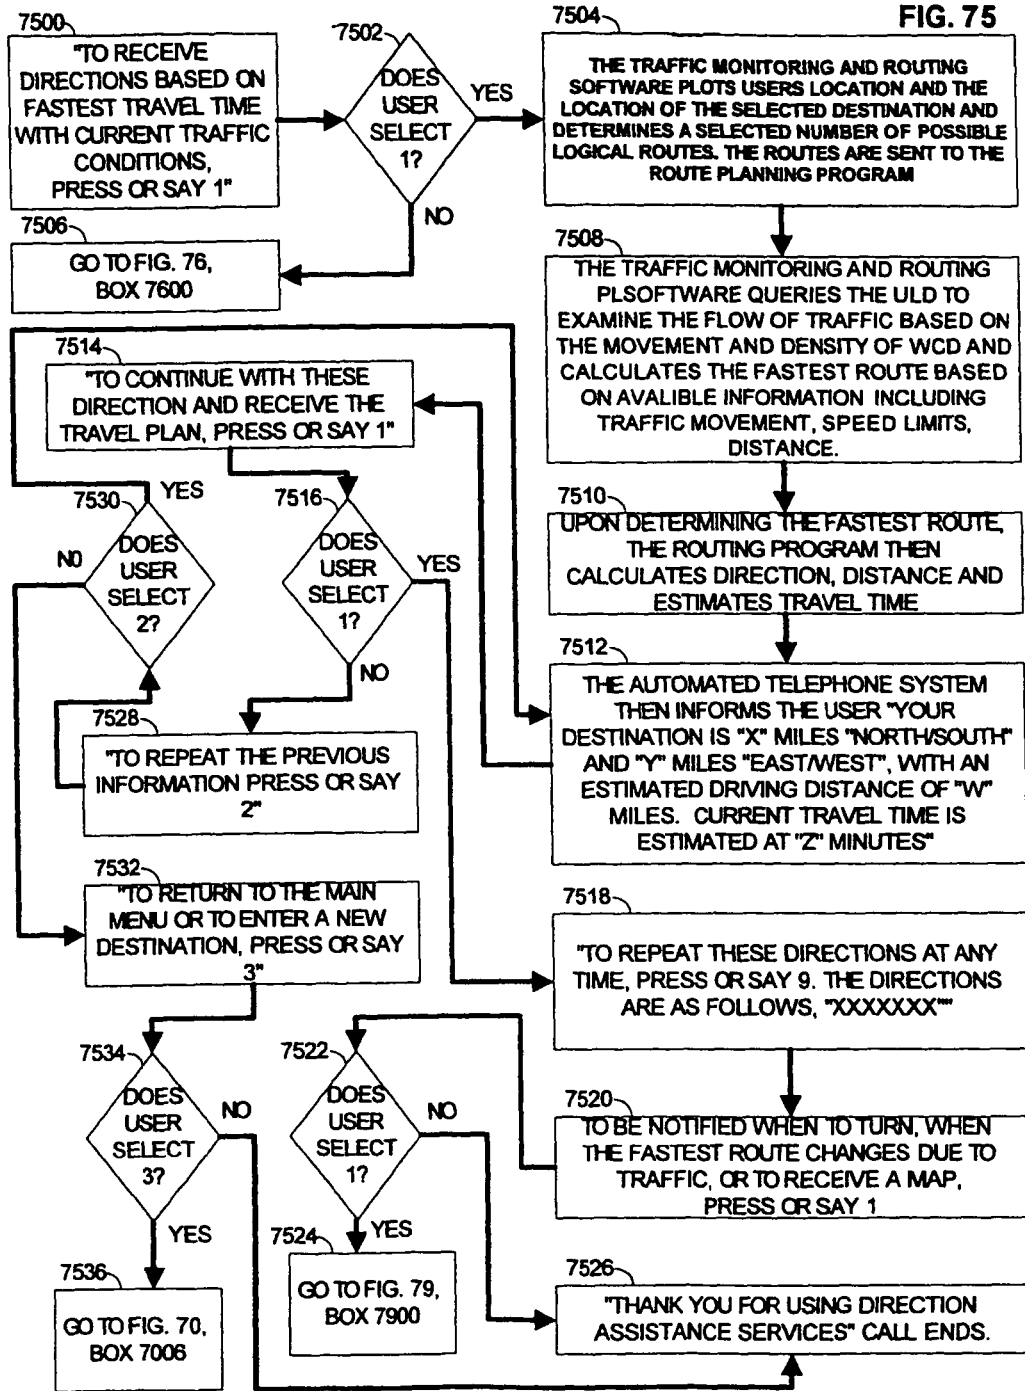 FIG. 75
7500
"TO RECEIVE
DIRECTIONS BASED ON
FASTEST TRAVEL TIME
WITH CURRENT TRAFFIC
CONDITIONS,
PRESS OR SAY 1"
7502
DOES
USER
SELECT
1?
YES
NO
7504
THE TRAFFIC MONITORING AND ROUTING
SOFTWARE PLOTS USERS LOCATION AND THE
LOCATION OF THE SELECTED DESTINATION AND
DETERMINES A SELECTED NUMBER OF POSSIBLE
LOGICAL ROUTES. THE ROUTES ARE SENT TO THE
ROUTE PLANNING PROGRAM
7506
GO TO FIG. 76,
BOX 7600
7508
THE TRAFFIC MONITORING AND ROUTING
PLSOFTWARE QUERIES THE ULD TO
EXAMINE THE FLOW OF TRAFFIC BASED ON
THE MOVEMENT AND DENSITY OF WCD AND
CALCULATES THE FASTEST ROUTE BASED
ON AVALIBLE INFORMATION INCLUDING
TRAFFIC MOVEMENT, SPEED LIMITS,
DISTANCE.
7510
UPON DETERMINING THE FASTEST ROUTE,
THE ROUTING PROGRAM THEN
CALCULATES DIRECTION, DISTANCE AND
ESTIMATES TRAVEL TIME
7512
THE AUTOMATED TELEPHONE SYSTEM
THEN INFORMS THE USER "YOUR
DESTINATION IS "X" MILES "NORTH/SOUTH"
AND "Y" MILES "EAST/WEST", WITH AN
ESTIMATED DRIVING DISTANCE OF "W"
MILES. CURRENT TRAVEL TIME IS
ESTIMATED AT "Z" MINUTES"
7514
"TO CONTINUE WITH THESE
DIRECTION AND RECEIVE THE
TRAVEL PLAN, PRESS OR SAY 1"
7516
DOES
USER
SELECT
1?
YES
NO
7528
"TO REPEAT THE PREVIOUS
INFORMATION PRESS OR SAY
2"
7530
DOES
USER
SELECT
2?
YES
NO
7532
"TO RETURN TO THE MAIN
MENU OR TO ENTER A NEW
DESTINATION, PRESS OR SAY
3"
7534
DOES
USER
SELECT
3?
NO
YES
7536
GO TO FIG. 70,
BOX 7006
7518
"TO REPEAT THESE DIRECTIONS AT ANY
TIME, PRESS OR SAY 9. THE DIRECTIONS
ARE AS FOLLOWS, "XXXXXXX""
7520
TO BE NOTIFIED WHEN TO TURN, WHEN
THE FASTEST ROUTE CHANGES DUE TO
TRAFFIC, OR TO RECEIVE A MAP,
PRESS OR SAY 1
7522
DOES
USER
SELECT
1?
NO
YES
7524
GO TO FIG. 79,
BOX 7900
7526
"THANK YOU FOR USING DIRECTION
ASSISTANCE SERVICES" CALL ENDS.